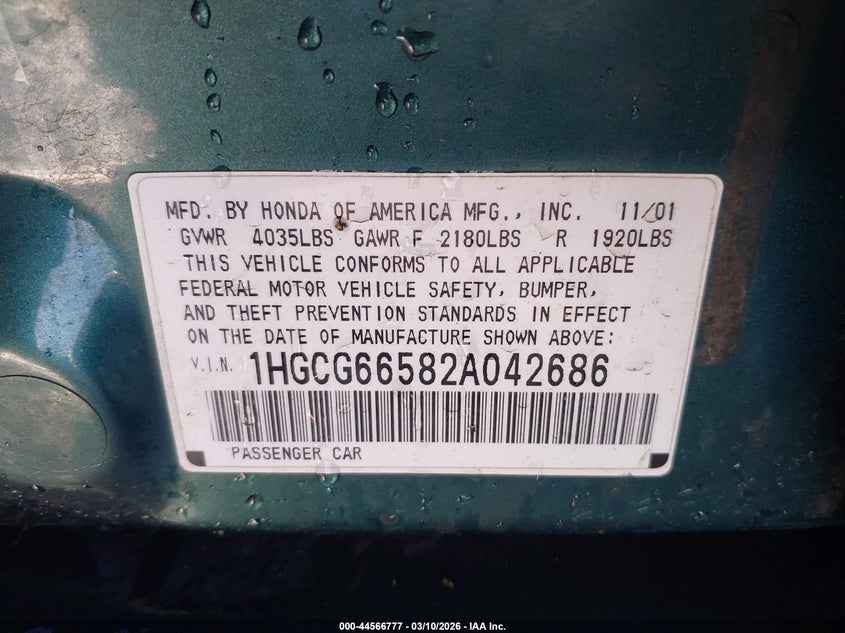 MFD. BY HONDA OF AMERICA MFG., INC. 11/01
GVWR 4035LBS GAWR F 2180LBS R 1920LBS
THIS VEHICLE CONFORMS TO ALL APPLICABLE
FEDERAL MOTOR VEHICLE SAFETY, BUMPER,
AND THEFT PREVENTION STANDARDS IN EFFECT
ON THE DATE OF MANUFACTURE SHOWN ABOVE:
V.I.N. 1HGCG66582A042686
PASSENGER CAR
000-44566777 - 03/10/2026 - IAA Inc.